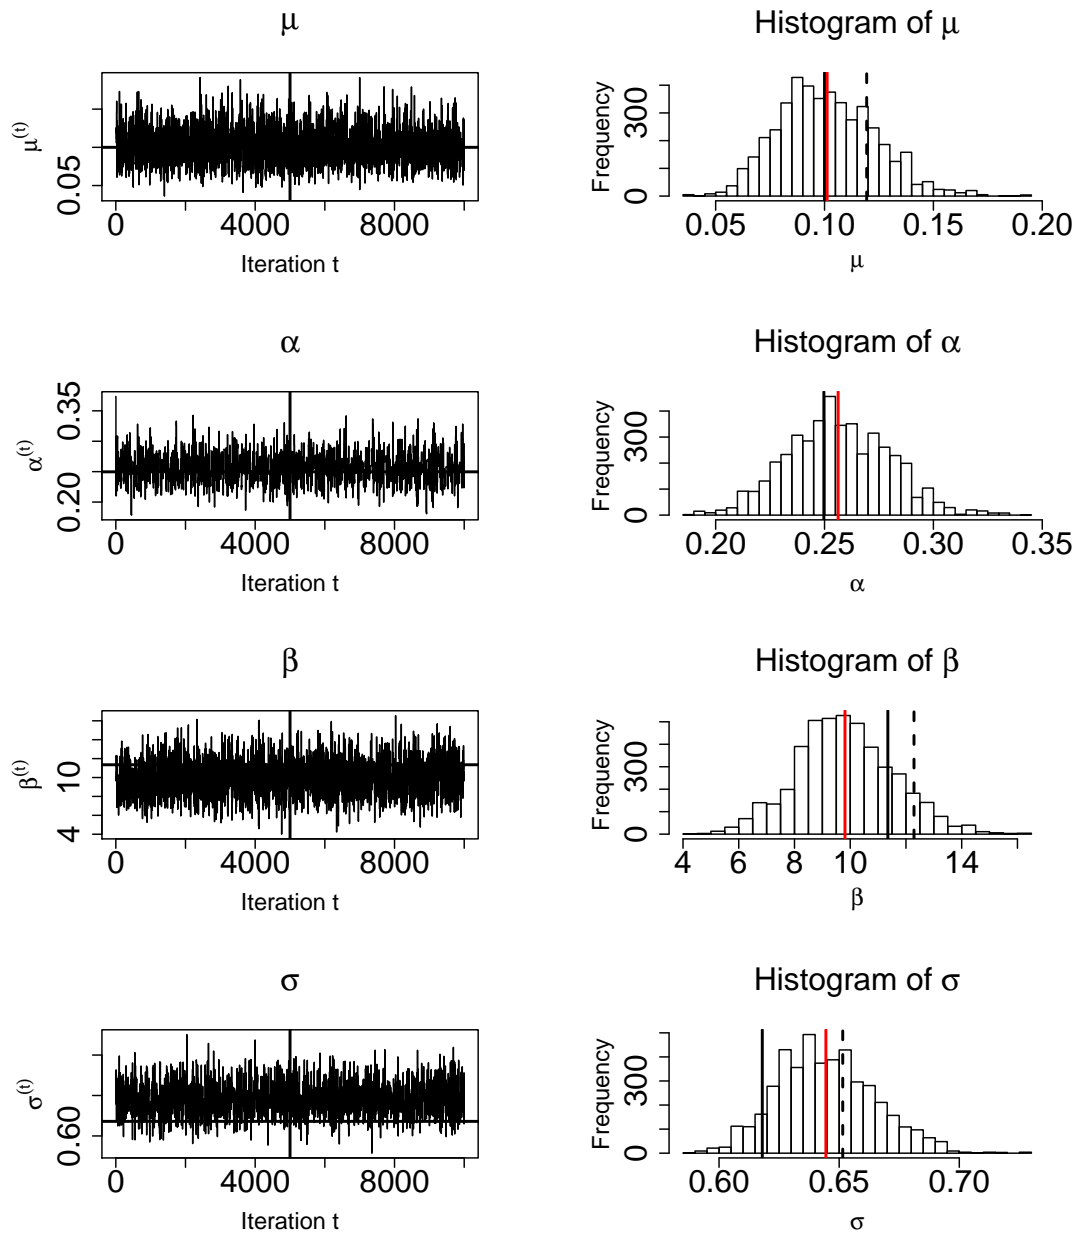 μ
μ(t)
0.05
0 4000 8000
Iteration t
Histogram of μ
Frequency
0 300
0.05 0.10 0.15 0.20
μ
α
α(t)
0.20 0.35
0 4000 8000
Iteration t
Histogram of α
Frequency
0 300
0.20 0.25 0.30 0.35
α
β
β(t)
4 10
0 4000 8000
Iteration t
Histogram of β
Frequency
0 300
4 6 8 10 14
β
σ
σ(t)
0.60
0 4000 8000
Iteration t
Histogram of σ
Frequency
0 300
0.60 0.65 0.70
σ